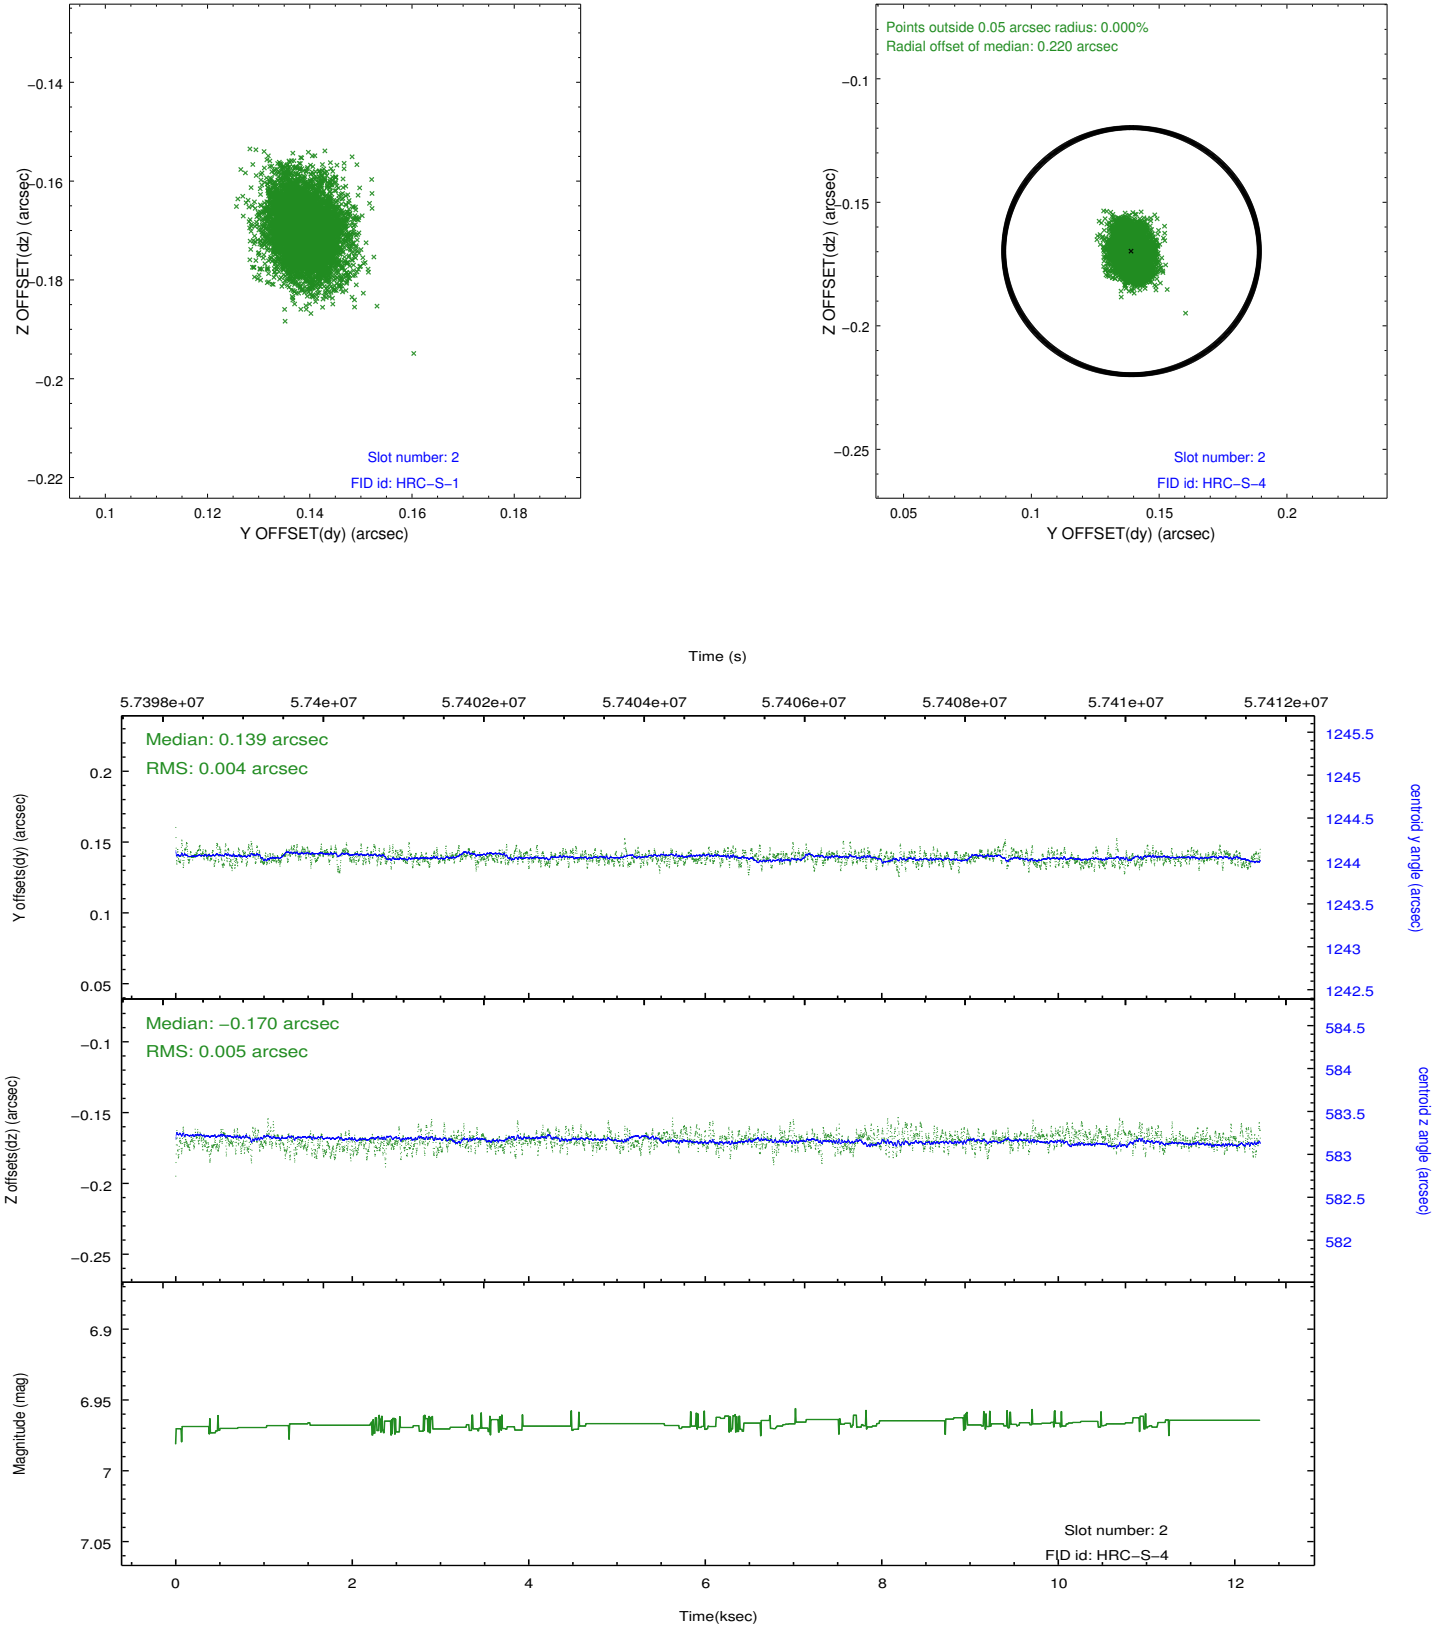 −0.14
−0.16
−0.18
−0.2
−0.22
Z OFFSET(dz) (arcsec)
Slot number: 2
FID id: HRC−S−1
0.1
0.12
0.14
0.16
0.18
Y OFFSET(dy) (arcsec)
Points outside 0.05 arcsec radius: 0.000%
Radial offset of median: 0.220 arcsec
−0.1
−0.15
−0.2
−0.25
Z OFFSET(dz) (arcsec)
Slot number: 2
FID id: HRC−S−4
0.05
0.1
0.15
0.2
Y OFFSET(dy) (arcsec)
Time (s)
5.7398e+07
5.74e+07
5.7402e+07
5.7404e+07
5.7406e+07
5.7408e+07
5.741e+07
5.7412e+07
Median: 0.139 arcsec
RMS: 0.004 arcsec
0.2
0.15
0.1
0.05
Y offsets(dy) (arcsec)
1245.5
1245
1244.5
1244
1243.5
1243
1242.5
centroid y angle (arcsec)
Median: −0.170 arcsec
RMS: 0.005 arcsec
−0.1
−0.15
−0.2
−0.25
Z offsets(dz) (arcsec)
584.5
584
583.5
583
582.5
582
centroid z angle (arcsec)
6.9
6.95
7
7.05
Magnitude (mag)
Slot number: 2
FID id: HRC−S−4
0
2
4
6
8
10
12
Time(ksec)